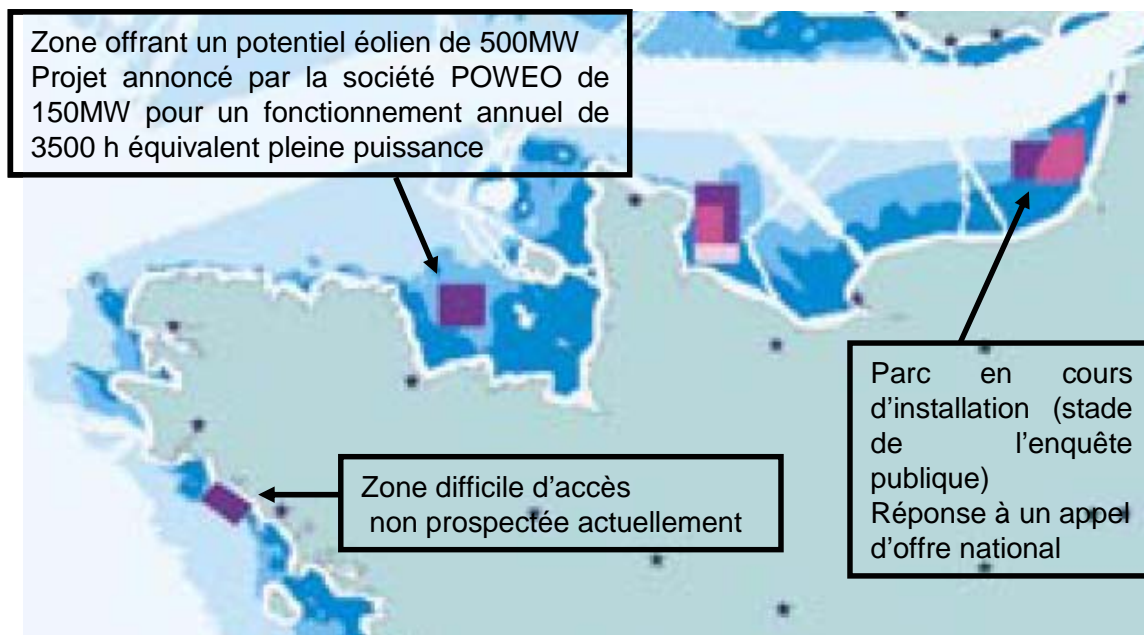 Zone offrant un potentiel éolien de 500MW
Projet annoncé par la société POWEO de
150MW pour un fonctionnement annuel de
3500 h équivalent pleine puissance
Parc en cours
d’installation (stade
de l’enquête
publique)
Réponse à un appel
d’offre national
Zone difficile d’accès
non prospectée actuellement